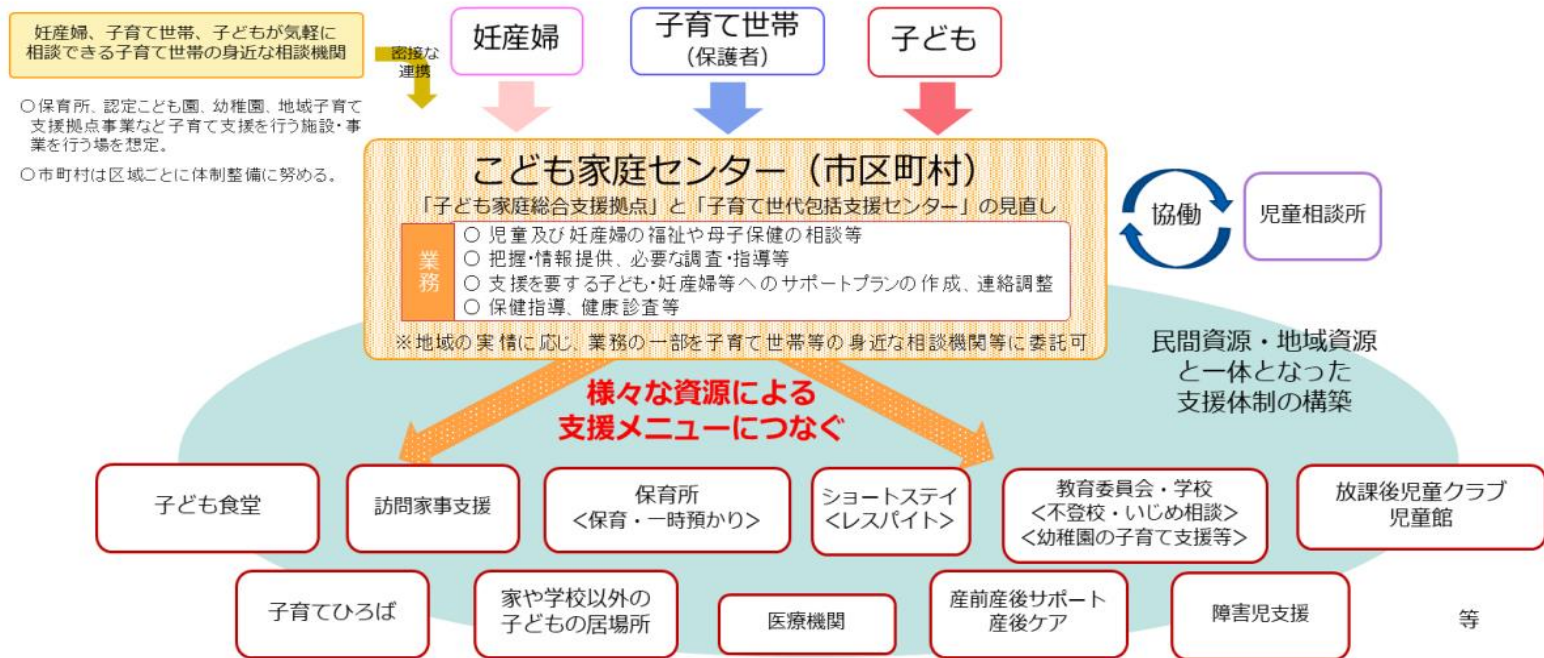 妊産婦、子育て世帯、子どもが気軽に
相談できる子育て世帯の身近な相談機関
密接な
連携
妊産婦
子育て世帯
(保護者)
子ども
○保育所、認定こども園、幼稚園、地域子育て
支援拠点事業など子育て支援を行う施設・事
業を行う場を想定。
○市町村は区域ごとに体制整備に努める。
こども家庭センター(市区町村)
「子ども家庭総合支援拠点」と「子育て世代包括支援センター」の見直し
業務
○ 児童及び妊産婦の福祉や母子保健の相談等
○ 把握・情報提供、必要な調査・指導等
○ 支援を要する子ども・妊産婦等へのサポートプランの作成、連絡調整
○ 保健指導、健康診査等
※地域の実情に応じ、業務の一部を子育て世帯等の身近な相談機関等に委託可
協働
児童相談所
民間資源・地域資源
と一体となった
支援体制の構築
様々な資源による
支援メニューにつなぐ
子ども食堂
訪問家事支援
保育所
<保育・一時預かり>
ショートステイ
<レスパイト>
教育委員会・学校
<不登校・いじめ相談>
<幼稚園の子育て支援等>
放課後児童クラブ
児童館
子育てひろば
家や学校以外の
子どもの居場所
医療機関
産前産後サポート
産後ケア
障害児支援
等